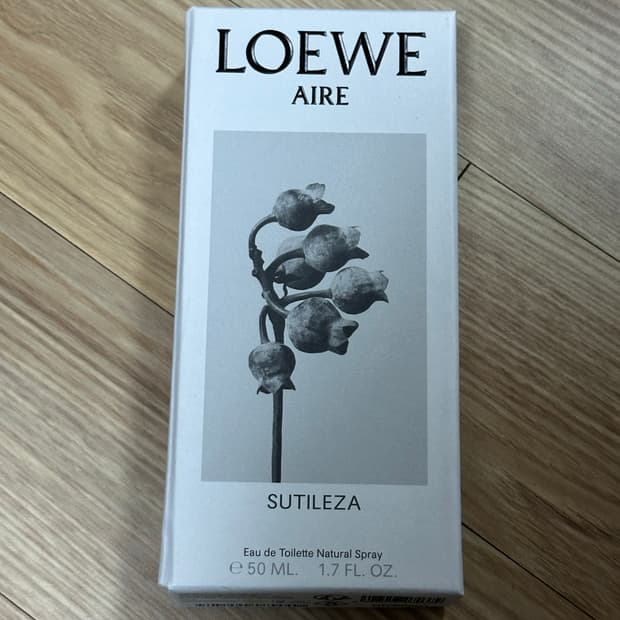 LOEWE
AIRE
SUTILEZA
Eau de Toilette Natural Spray
℮ 50 ML. 1.7 FL. OZ.